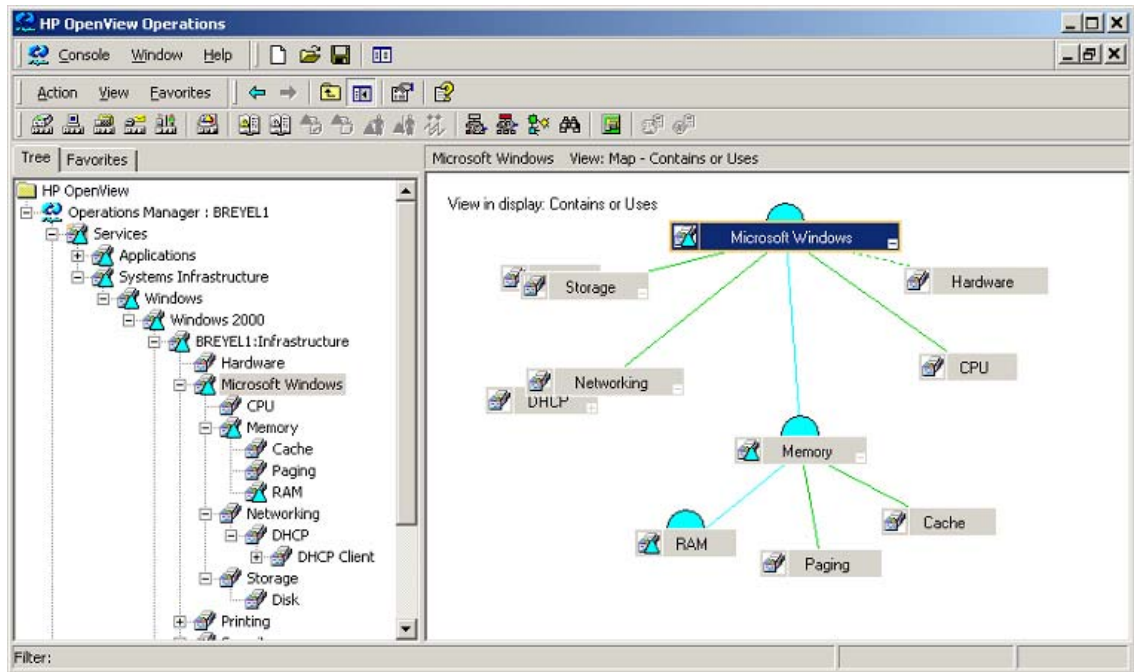 HP OpenView Operations
Console Window Help
Action View Favorites
Tree Favorites
Microsoft Windows View: Map - Contains or Uses
HP OpenView
Operations Manager : BREYEL1
Services
Applications
Systems Infrastructure
Windows
Windows 2000
BREYEL1:Infrastructure
Hardware
Microsoft Windows
CPU
Memory
Cache
Paging
RAM
Networking
DHCP
DHCP Client
Storage
Disk
Printing
View in display: Contains or Uses
Microsoft Windows
Storage
Hardware
Networking
CPU
DHCP
Memory
RAM
Cache
Paging
Filter: